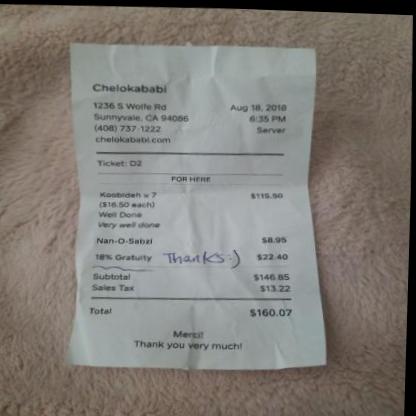 Chelokababi
1236 S Wolfe Rd Aug 18, 2018
Sunnyvale, CA 94086 6:35 PM
(408) 737-1222 Server
chelokababi.com
Ticket: D2
FOR HERE
Koobideh x 7 $115.50
($16.50 each)
Well Done
Very well done
Nan-O-Sabzi $8.95
18% Gratuity Thanks:) $22.40
Subtotal $146.85
Sales Tax $13.22
Total $160.07
Merci!
Thank you very much!